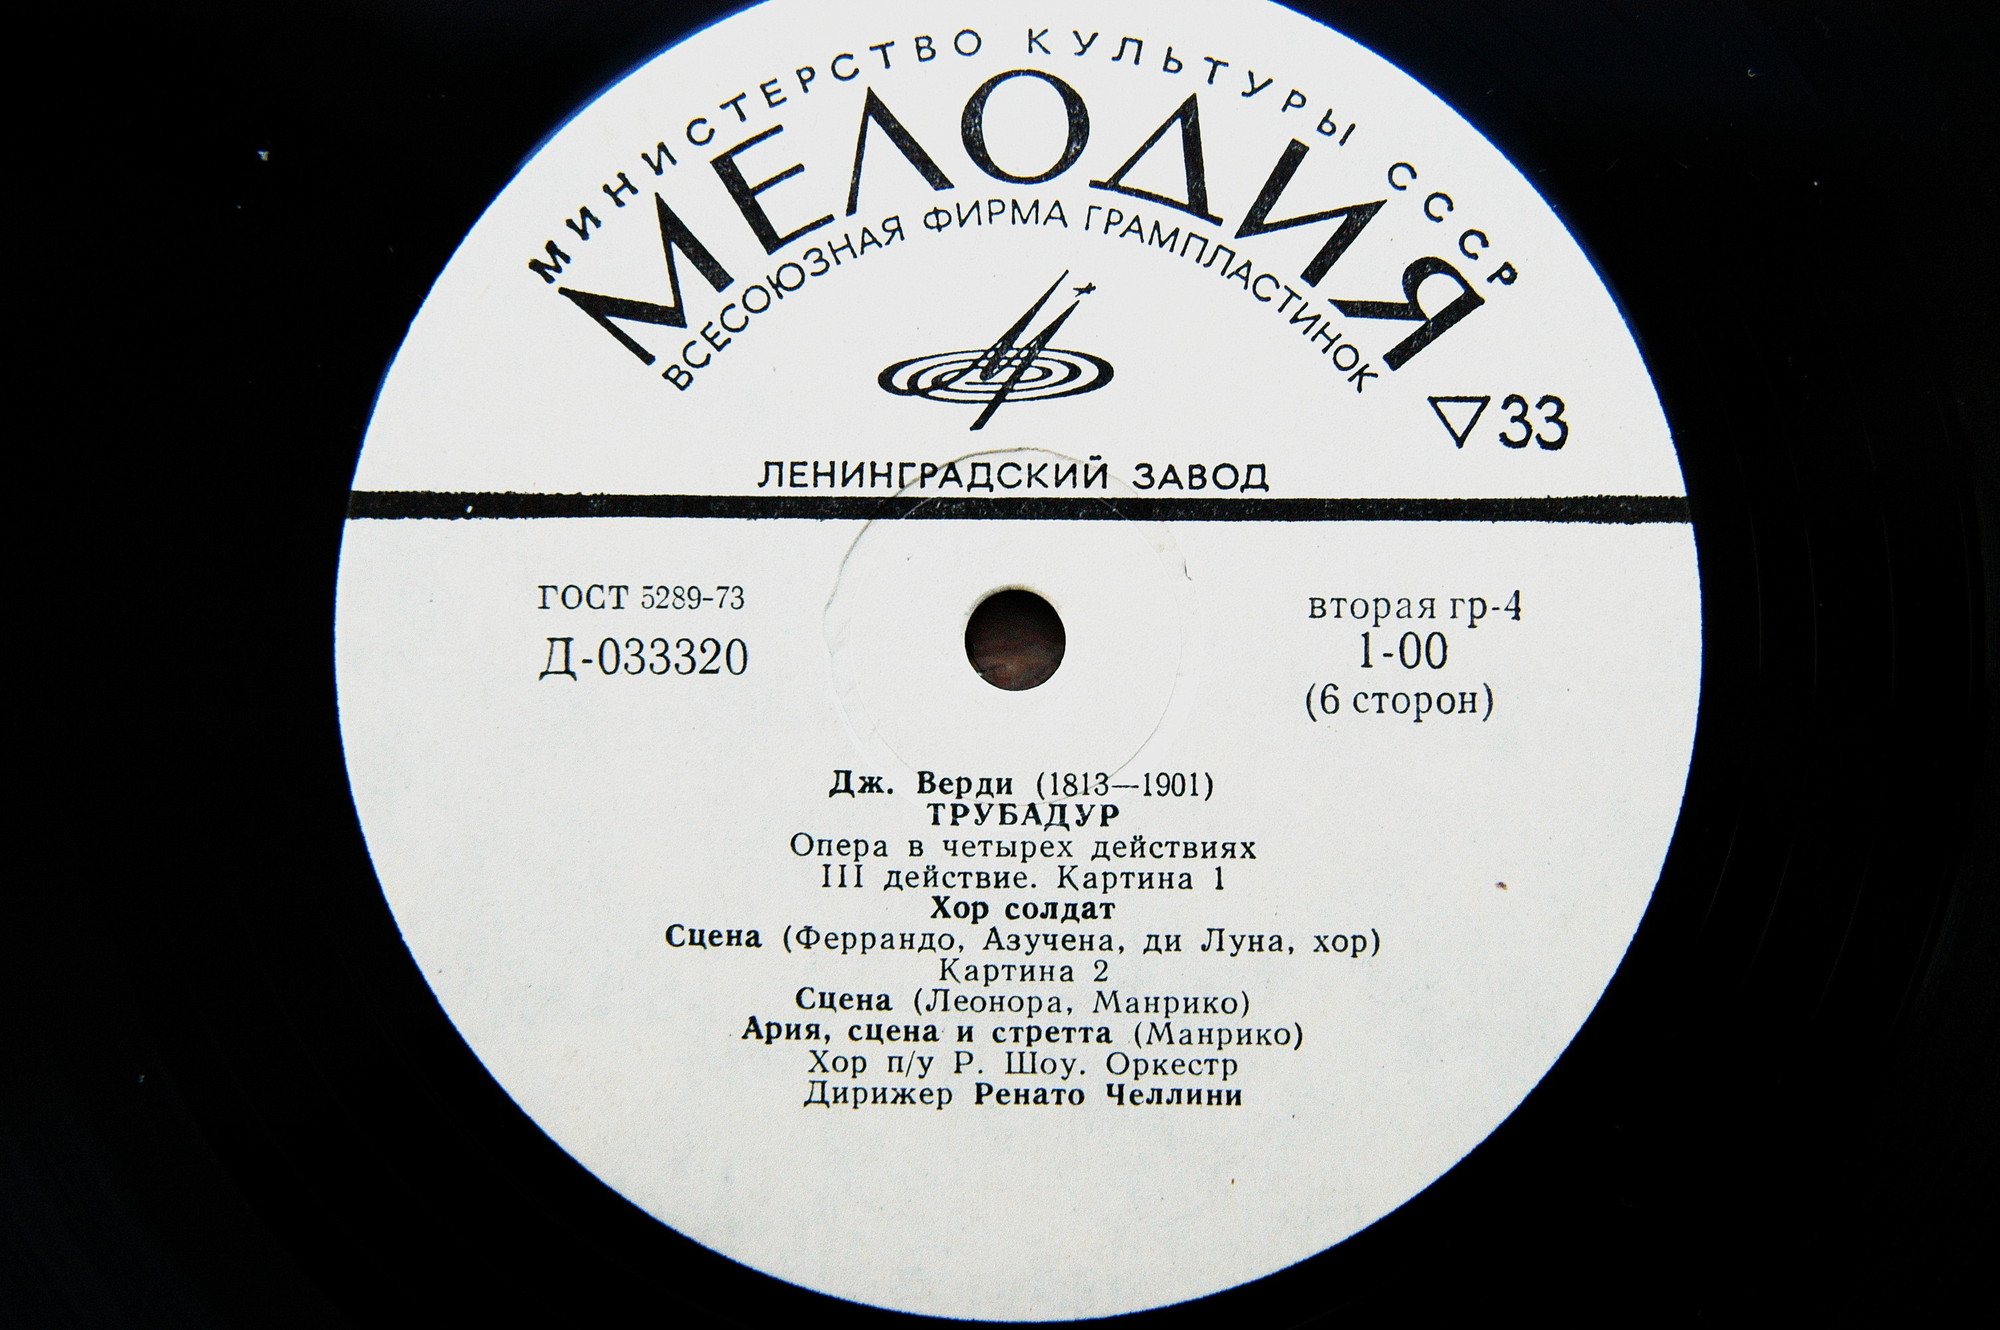 МИНИСТЕРСТВО КУЛЬТУРЫ СССР
МЕЛОДИЯ
ВСЕСОЮЗНАЯ ФИРМА ГРАМПЛАСТИНОК
▽33
ЛЕНИНГРАДСКИЙ ЗАВОД
ГОСТ 5289-73
Д-033320
вторая гр-4
1-00
(6 сторон)
Дж. Верди (1813—1901)
ТРУБАДУР
Опера в четырех действиях
III действие. Картина 1
Хор солдат
Сцена (Феррандо, Азучена, ди Луна, хор)
Картина 2
Сцена (Леонора, Манрико)
Ария, сцена и стретта (Манрико)
Хор п/у Р. Шоу. Оркестр
Дирижер Ренато Челлини